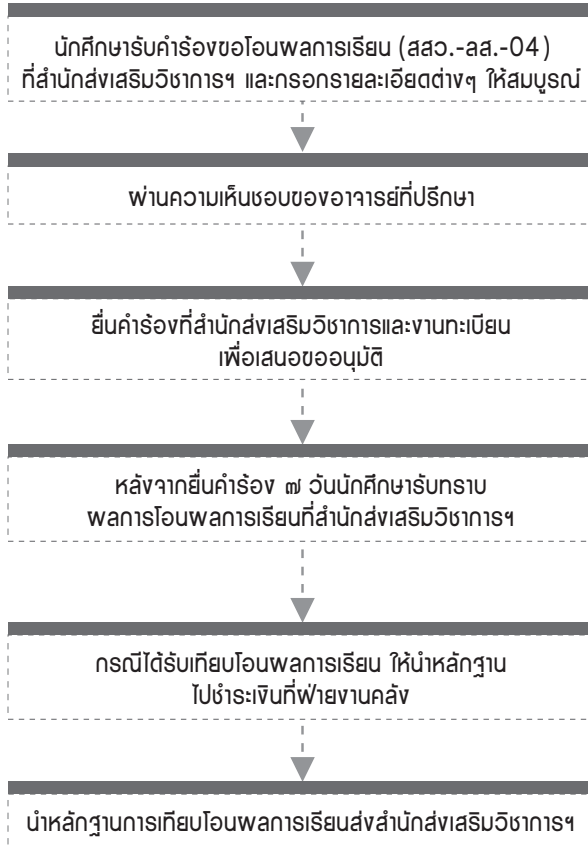 นักศึกษารับคำร้องขอโอนผลการเรียน (สสว.-ลส.-04)
ที่สำนักส่งเสริมวิชาการฯ และกรอกรายละเอียดต่างๆ ให้สมบูรณ์
ผ่านความเห็นชอบของอาจารย์ที่ปรึกษา
ยื่นคำร้องที่สำนักส่งเสริมวิชาการและงานทะเบียน
เพื่อเสนอขออนุมัติ
หลังจากยื่นคำร้อง ๗ วันนักศึกษารับทราบ
ผลการโอนผลการเรียนที่สำนักส่งเสริมวิชาการฯ
กรณีได้รับเทียบโอนผลการเรียน ให้นำหลักฐาน
ไปชำระเงินที่ฝ่ายงานคลัง
นำหลักฐานการเทียบโอนผลการเรียนส่งสำนักส่งเสริมวิชาการฯ